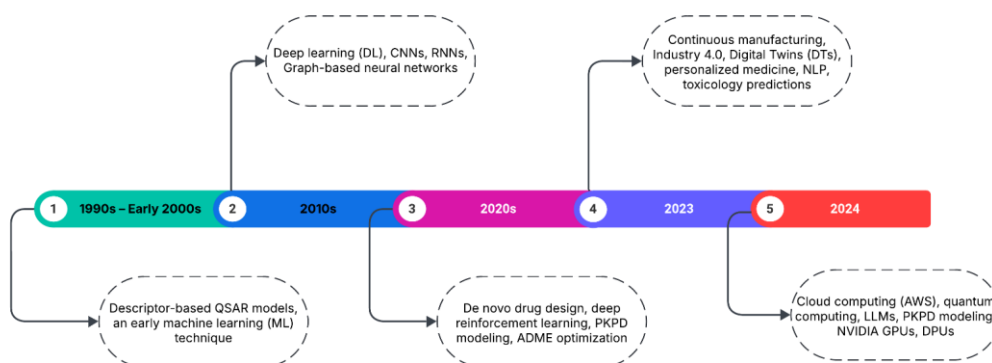 Deep learning (DL), CNNs, RNNs,
Graph-based neural networks
Continuous manufacturing,
Industry 4.0, Digital Twins (DTs),
personalized medicine, NLP,
toxicology predictions
1 1990s – Early 2000s
2 2010s
3 2020s
4 2023
5 2024
Descriptor-based QSAR models,
an early machine learning (ML)
technique
De novo drug design, deep
reinforcement learning, PKPD
modeling, ADME optimization
Cloud computing (AWS), quantum
computing, LLMs, PKPD modeling
NVIDIA GPUs, DPUs